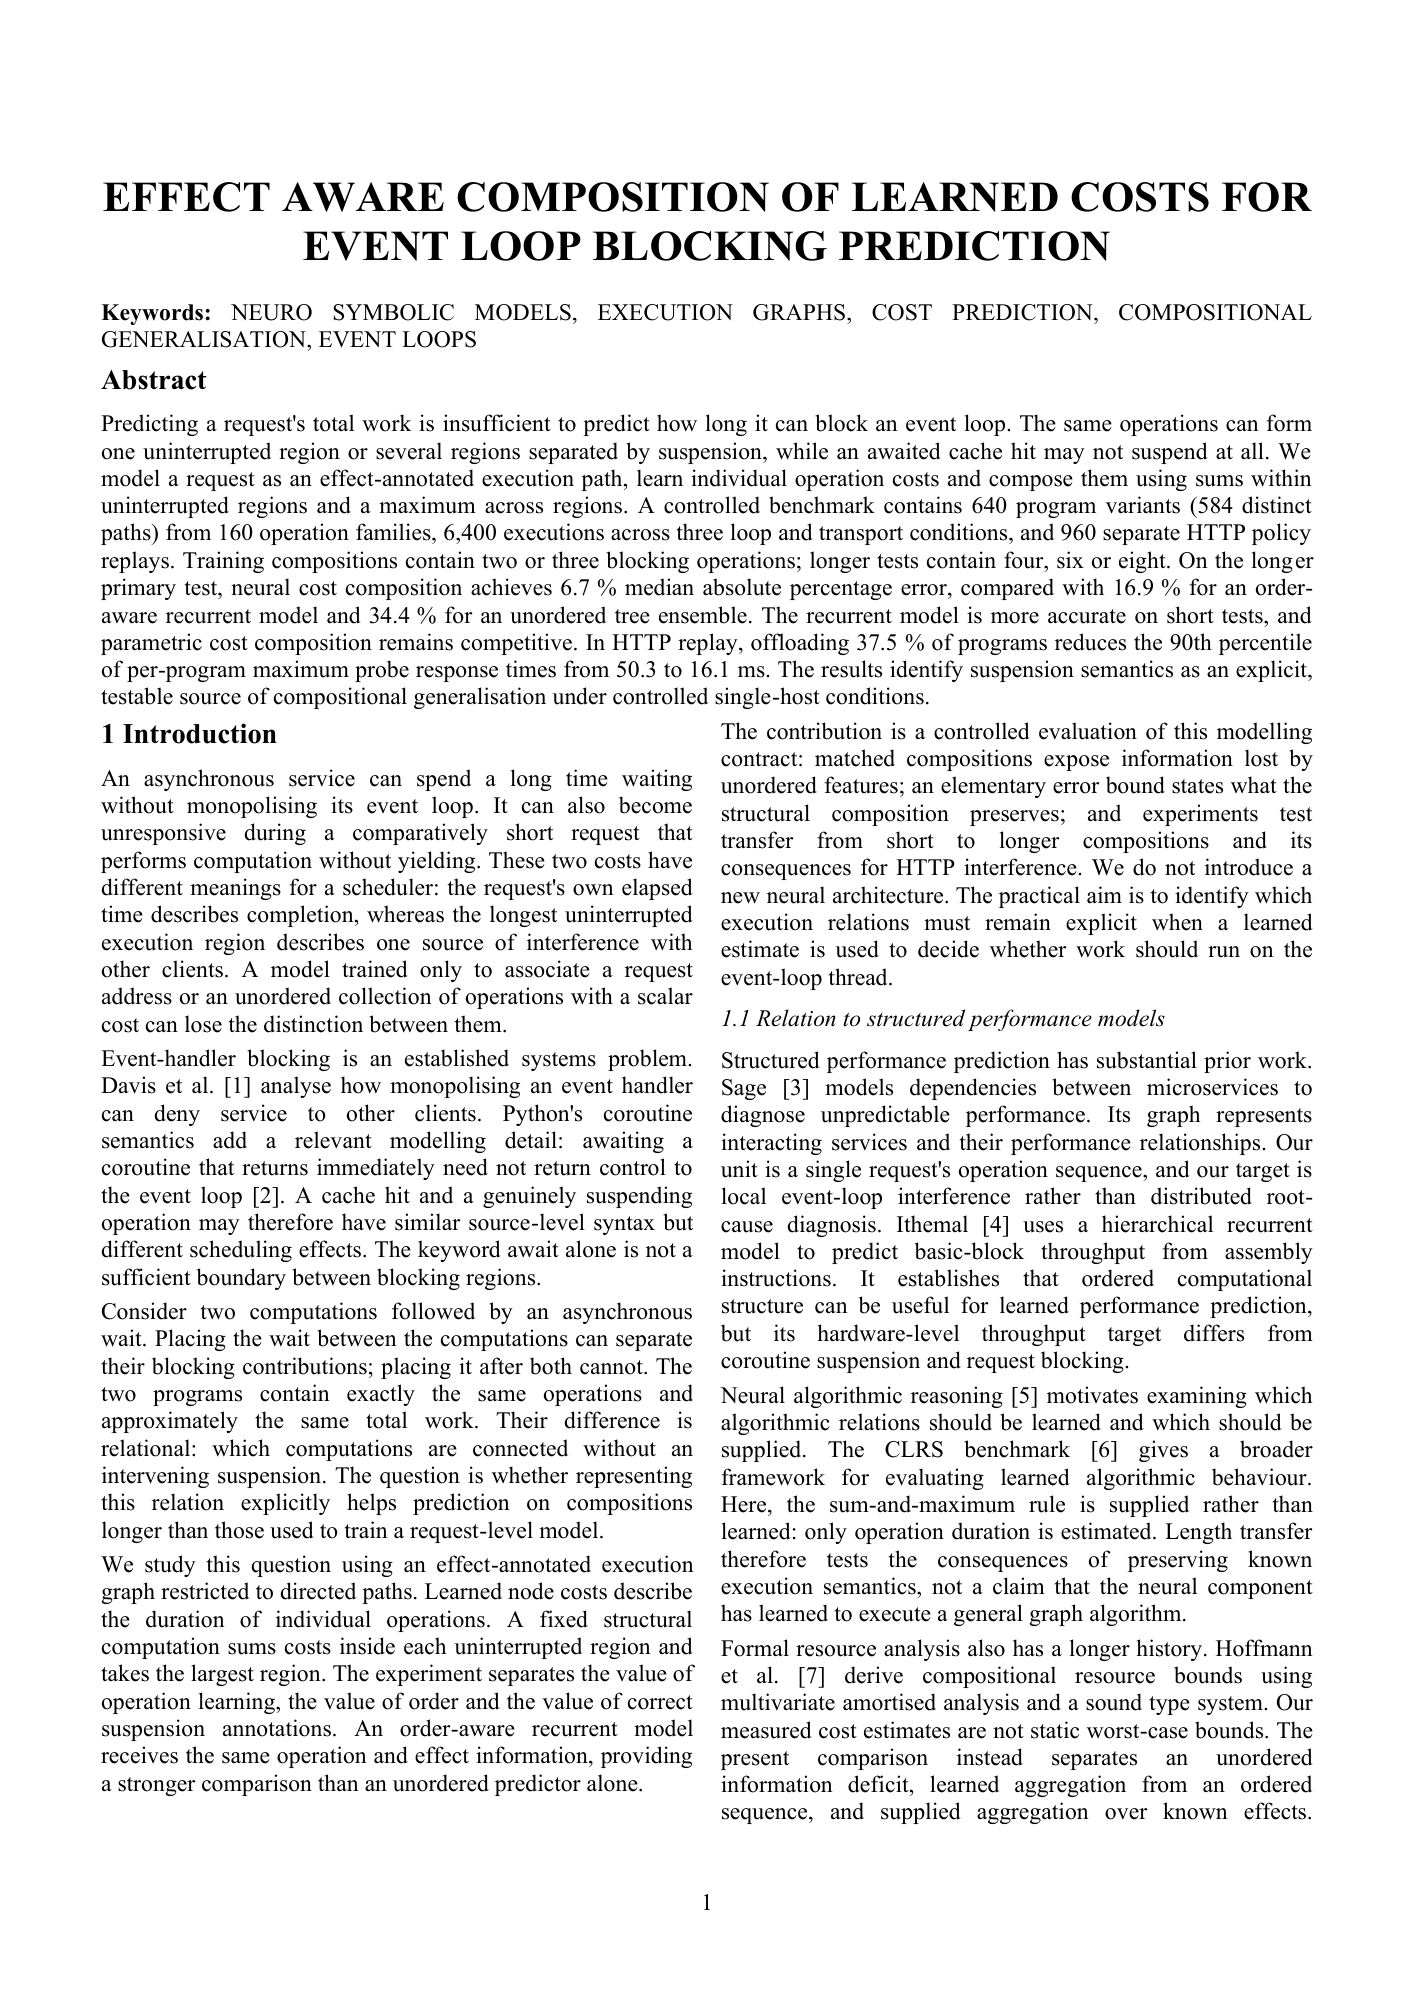 EFFECT AWARE COMPOSITION OF LEARNED COSTS FOR
EVENT LOOP BLOCKING PREDICTION
Keywords: NEURO SYMBOLIC MODELS, EXECUTION GRAPHS, COST PREDICTION, COMPOSITIONAL
GENERALISATION, EVENT LOOPS
Abstract
Predicting a request's total work is insufficient to predict how long it can block an event loop. The same operations can form
one uninterrupted region or several regions separated by suspension, while an awaited cache hit may not suspend at all. We
model a request as an effect-annotated execution path, learn individual operation costs and compose them using sums within
uninterrupted regions and a maximum across regions. A controlled benchmark contains 640 program variants (584 distinct
paths) from 160 operation families, 6,400 executions across three loop and transport conditions, and 960 separate HTTP policy
replays. Training compositions contain two or three blocking operations; longer tests contain four, six or eight. On the longer
primary test, neural cost composition achieves 6.7 % median absolute percentage error, compared with 16.9 % for an order-
aware recurrent model and 34.4 % for an unordered tree ensemble. The recurrent model is more accurate on short tests, and
parametric cost composition remains competitive. In HTTP replay, offloading 37.5 % of programs reduces the 90th percentile
of per-program maximum probe response times from 50.3 to 16.1 ms. The results identify suspension semantics as an explicit,
testable source of compositional generalisation under controlled single-host conditions.
1 Introduction
An asynchronous service can spend a long time waiting
without monopolising its event loop. It can also become
unresponsive during a comparatively short request that
performs computation without yielding. These two costs have
different meanings for a scheduler: the request's own elapsed
time describes completion, whereas the longest uninterrupted
execution region describes one source of interference with
other clients. A model trained only to associate a request
address or an unordered collection of operations with a scalar
cost can lose the distinction between them.
Event-handler blocking is an established systems problem.
Davis et al. [1] analyse how monopolising an event handler
can deny service to other clients. Python's coroutine
semantics add a relevant modelling detail: awaiting a
coroutine that returns immediately need not return control to
the event loop [2]. A cache hit and a genuinely suspending
operation may therefore have similar source-level syntax but
different scheduling effects. The keyword await alone is not a
sufficient boundary between blocking regions.
Consider two computations followed by an asynchronous
wait. Placing the wait between the computations can separate
their blocking contributions; placing it after both cannot. The
two programs contain exactly the same operations and
approximately the same total work. Their difference is
relational: which computations are connected without an
intervening suspension. The question is whether representing
this relation explicitly helps prediction on compositions
longer than those used to train a request-level model.
We study this question using an effect-annotated execution
graph restricted to directed paths. Learned node costs describe
the duration of individual operations. A fixed structural
computation sums costs inside each uninterrupted region and
takes the largest region. The experiment separates the value of
operation learning, the value of order and the value of correct
suspension annotations. An order-aware recurrent model
receives the same operation and effect information, providing
a stronger comparison than an unordered predictor alone.
The contribution is a controlled evaluation of this modelling
contract: matched compositions expose information lost by
unordered features; an elementary error bound states what the
structural composition preserves; and experiments test
transfer from short to longer compositions and its
consequences for HTTP interference. We do not introduce a
new neural architecture. The practical aim is to identify which
execution relations must remain explicit when a learned
estimate is used to decide whether work should run on the
event-loop thread.
1.1 Relation to structured performance models
Structured performance prediction has substantial prior work.
Sage [3] models dependencies between microservices to
diagnose unpredictable performance. Its graph represents
interacting services and their performance relationships. Our
unit is a single request's operation sequence, and our target is
local event-loop interference rather than distributed root-
cause diagnosis. Ithemal [4] uses a hierarchical recurrent
model to predict basic-block throughput from assembly
instructions. It establishes that ordered computational
structure can be useful for learned performance prediction,
but its hardware-level throughput target differs from
coroutine suspension and request blocking.
Neural algorithmic reasoning [5] motivates examining which
algorithmic relations should be learned and which should be
supplied. The CLRS benchmark [6] gives a broader
framework for evaluating learned algorithmic behaviour.
Here, the sum-and-maximum rule is supplied rather than
learned: only operation duration is estimated. Length transfer
therefore tests the consequences of preserving known
execution semantics, not a claim that the neural component
has learned to execute a general graph algorithm.
Formal resource analysis also has a longer history. Hoffmann
et al. [7] derive compositional resource bounds using
multivariate amortised analysis and a sound type system. Our
measured cost estimates are not static worst-case bounds. The
present comparison instead separates an unordered
information deficit, learned aggregation from an ordered
sequence, and supplied aggregation over known effects.
1